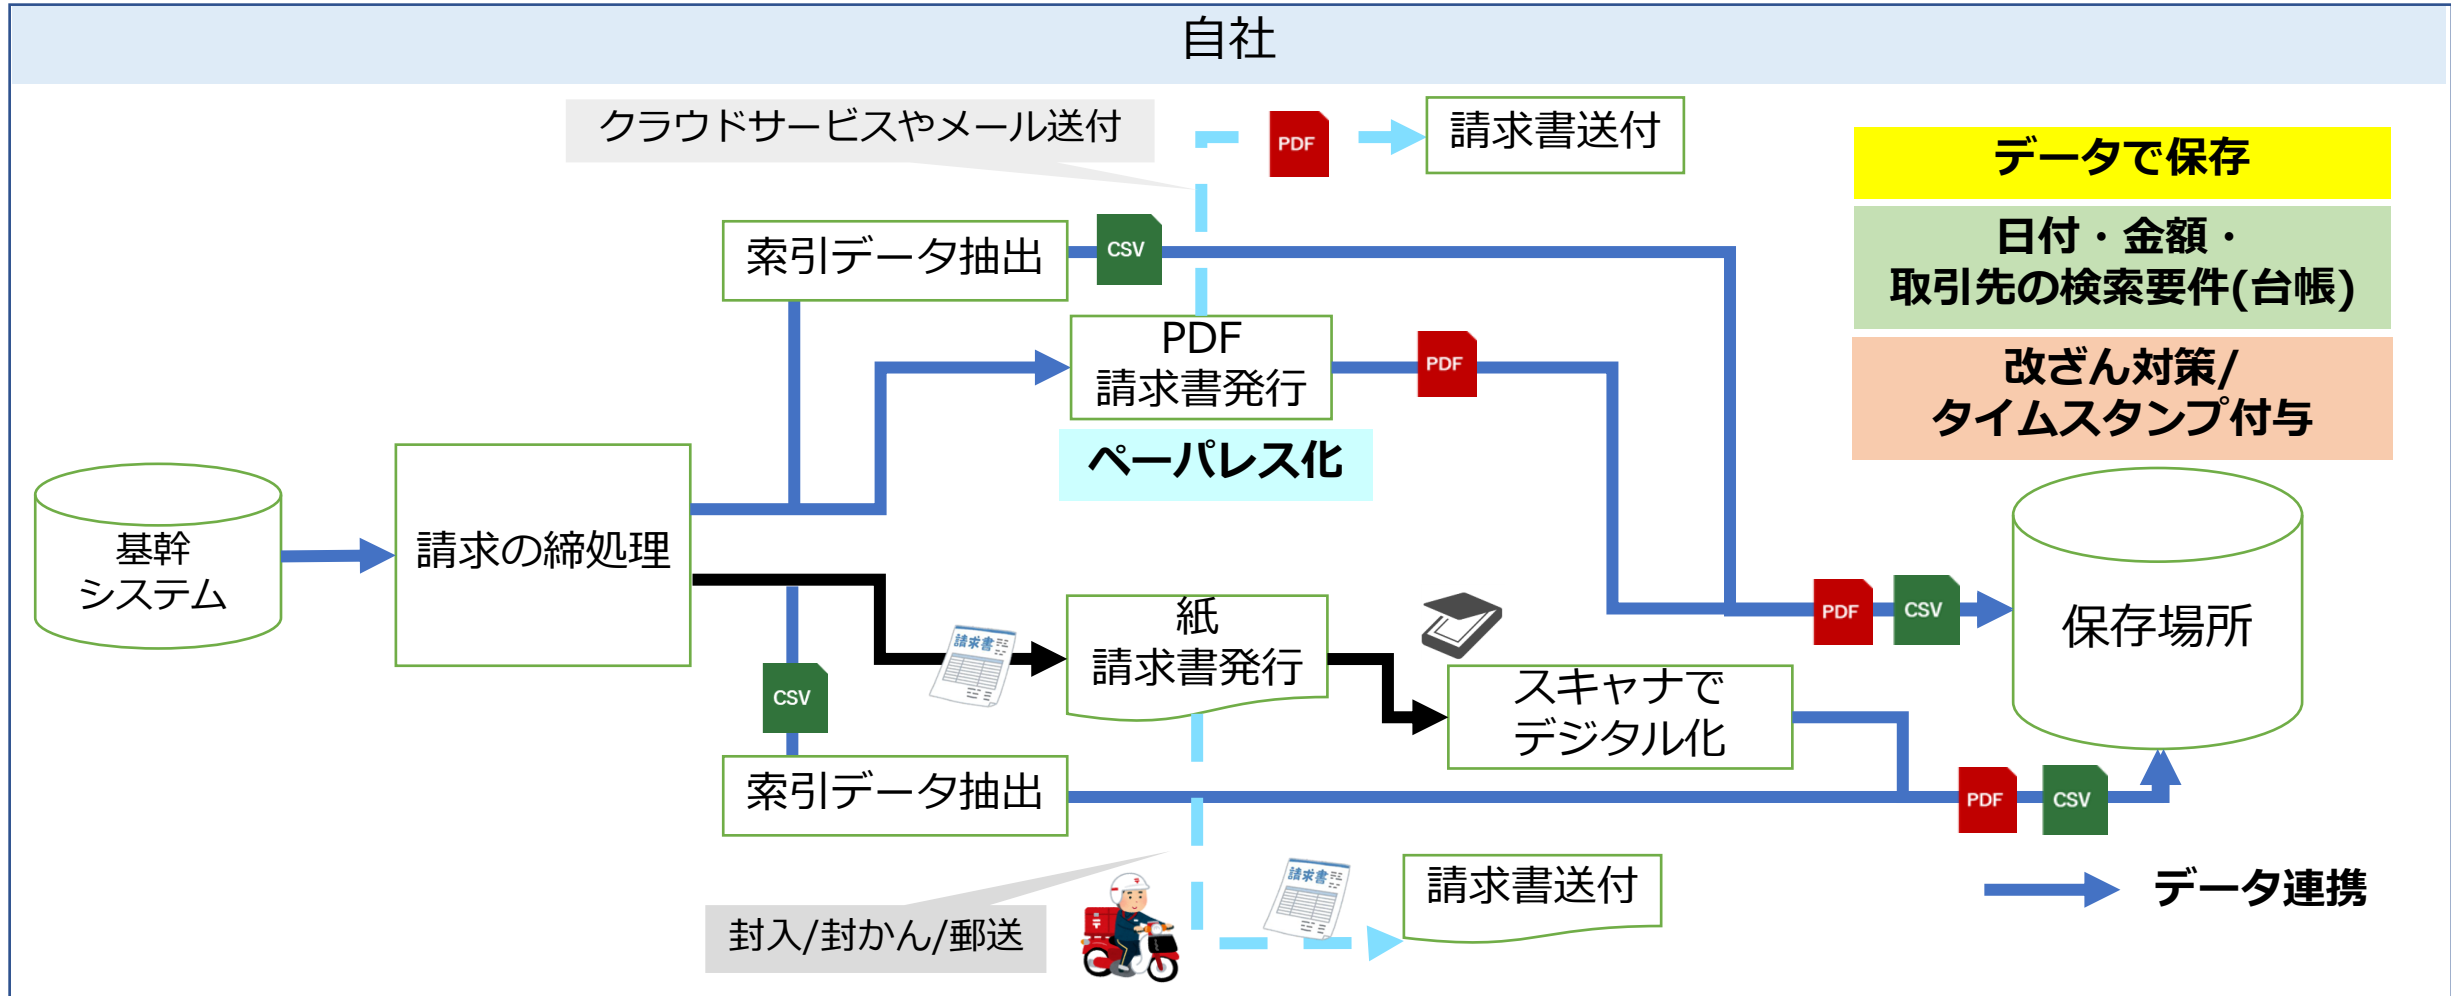 自社
クラウドサービスやメール送付
PDF
請求書送付
データで保存
日付・金額・
取引先の検索要件(台帳)
改ざん対策/
タイムスタンプ付与
索引データ抽出
CSV
PDF
請求書発行
PDF
ペーパレス化
基幹
システム
請求の締処理
請求書
紙
請求書発行
スキャナで
デジタル化
PDF
CSV
保存場所
CSV
索引データ抽出
PDF
CSV
封入/封かん/郵送
請求書
請求書送付
データ連携